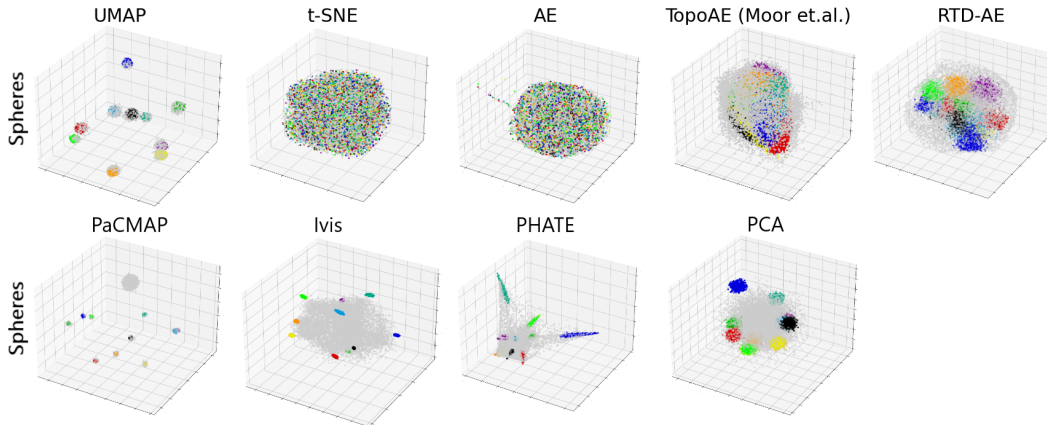 UMAP
t-SNE
AE
TopoAE (Moor et.al.)
RTD-AE
Spheres
PaCMAP
Ivis
PHATE
PCA
Spheres